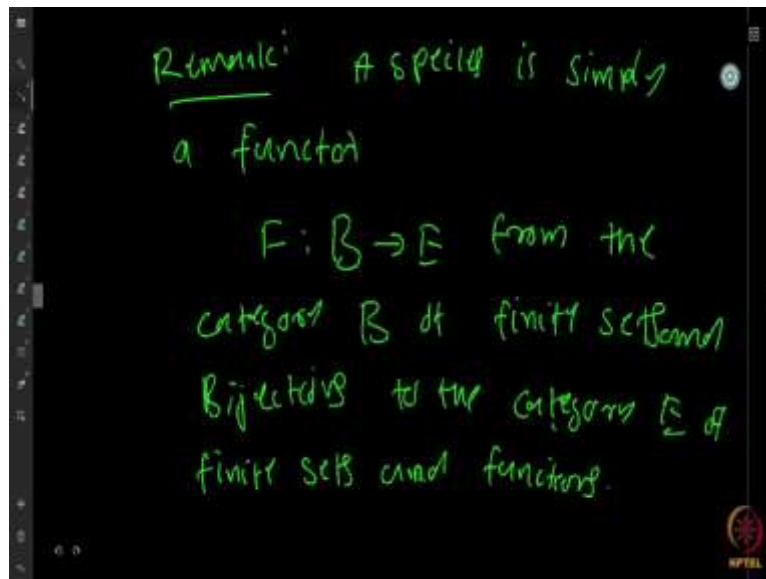 Remark: A species is simply
a functor
F : B → E from the
category B of finite sets and
Bijections to the category E of
finite sets and functions.
NPTEL